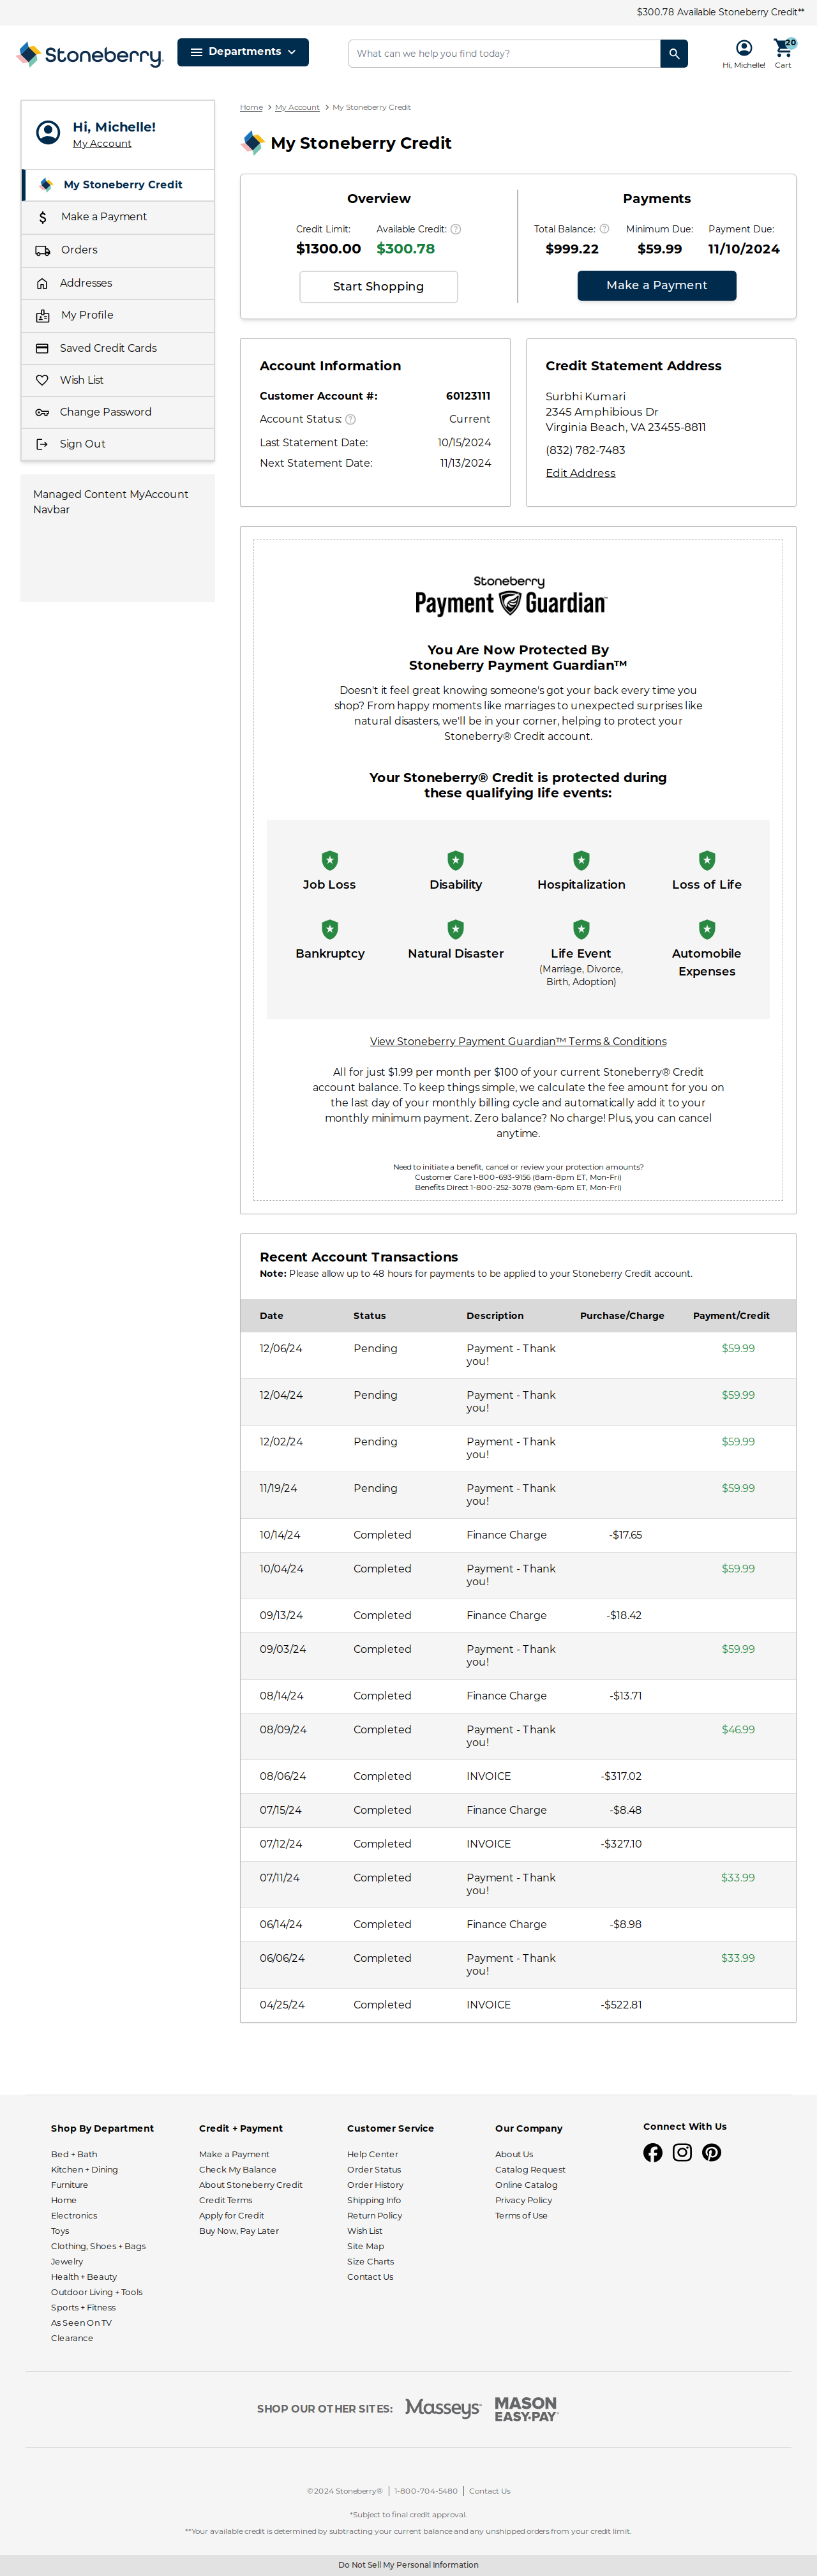 $300.78 Available Stoneberry Credit**
Stoneberry.
Departments
What can we help you find today?
Hi, Michelle!
20
Cart
Hi, Michelle!
My Account
My Stoneberry Credit
Make a Payment
Orders
Addresses
My Profile
Saved Credit Cards
Wish List
Change Password
Sign Out
Managed Content MyAccount
Navbar
Home > My Account > My Stoneberry Credit
My Stoneberry Credit
Overview
Credit Limit: Available Credit: ?
$1300.00 $300.78
Start Shopping
Payments
Total Balance: ? Minimum Due: Payment Due:
$999.22 $59.99 11/10/2024
Make a Payment
Account Information
Customer Account #: 60123111
Account Status: ? Current
Last Statement Date: 10/15/2024
Next Statement Date: 11/13/2024
Credit Statement Address
Surbhi Kumari
2345 Amphibious Dr
Virginia Beach, VA 23455-8811
(832) 782-7483
Edit Address
Stoneberry
Payment Guardian™
You Are Now Protected By
Stoneberry Payment Guardian™
Doesn't it feel great knowing someone's got your back every time you
shop? From happy moments like marriages to unexpected surprises like
natural disasters, we'll be in your corner, helping to protect your
Stoneberry® Credit account.
Your Stoneberry® Credit is protected during
these qualifying life events:
Job Loss Disability Hospitalization Loss of Life
Bankruptcy Natural Disaster Life Event Automobile
(Marriage, Divorce, Expenses
Birth, Adoption)
View Stoneberry Payment Guardian™ Terms & Conditions
All for just $1.99 per month per $100 of your current Stoneberry® Credit
account balance. To keep things simple, we calculate the fee amount for you on
the last day of your monthly billing cycle and automatically add it to your
monthly minimum payment. Zero balance? No charge! Plus, you can cancel
anytime.
Need to initiate a benefit, cancel or review your protection amounts?
Customer Care 1-800-693-9156 (8am-8pm ET, Mon-Fri)
Benefits Direct 1-800-252-3078 (9am-6pm ET, Mon-Fri)
Recent Account Transactions
Note: Please allow up to 48 hours for payments to be applied to your Stoneberry Credit account.
Date Status Description Purchase/Charge Payment/Credit
12/06/24 Pending Payment - Thank $59.99
you!
12/04/24 Pending Payment - Thank $59.99
you!
12/02/24 Pending Payment - Thank $59.99
you!
11/19/24 Pending Payment - Thank $59.99
you!
10/14/24 Completed Finance Charge -$17.65
10/04/24 Completed Payment - Thank $59.99
you!
09/13/24 Completed Finance Charge -$18.42
09/03/24 Completed Payment - Thank $59.99
you!
08/14/24 Completed Finance Charge -$13.71
08/09/24 Completed Payment - Thank $46.99
you!
08/06/24 Completed INVOICE -$317.02
07/15/24 Completed Finance Charge -$8.48
07/12/24 Completed INVOICE -$327.10
07/11/24 Completed Payment - Thank $33.99
you!
06/14/24 Completed Finance Charge -$8.98
06/06/24 Completed Payment - Thank $33.99
you!
04/25/24 Completed INVOICE -$522.81
Shop By Department
Bed + Bath
Kitchen + Dining
Furniture
Home
Electronics
Toys
Clothing, Shoes + Bags
Jewelry
Health + Beauty
Outdoor Living + Tools
Sports + Fitness
As Seen On TV
Clearance
Credit + Payment
Make a Payment
Check My Balance
About Stoneberry Credit
Credit Terms
Apply for Credit
Buy Now, Pay Later
Customer Service
Help Center
Order Status
Order History
Shipping Info
Return Policy
Wish List
Site Map
Size Charts
Contact Us
Our Company
About Us
Catalog Request
Online Catalog
Privacy Policy
Terms of Use
Connect With Us
SHOP OUR OTHER SITES: Masseys MASON
EASY-PAY
©2024 Stoneberry® | 1-800-704-5480 | Contact Us
*Subject to final credit approval.
**Your available credit is determined by subtracting your current balance and any unshipped orders from your credit limit.
Do Not Sell My Personal Information